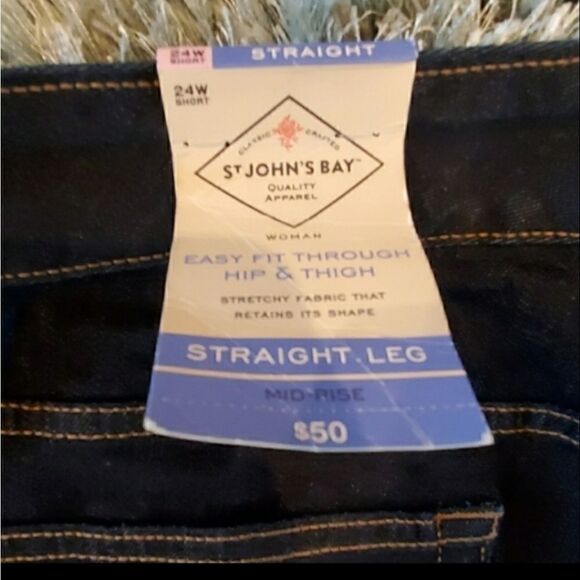 24W
SHORT
STRAIGHT
24W
SHORT
CLASSIC CRAFTED
ST JOHN'S BAY™
QUALITY
APPAREL
WOMAN
EASY FIT THROUGH
HIP & THIGH
STRETCHY FABRIC THAT
RETAINS ITS SHAPE
STRAIGHT LEG
MID-RISE
$50